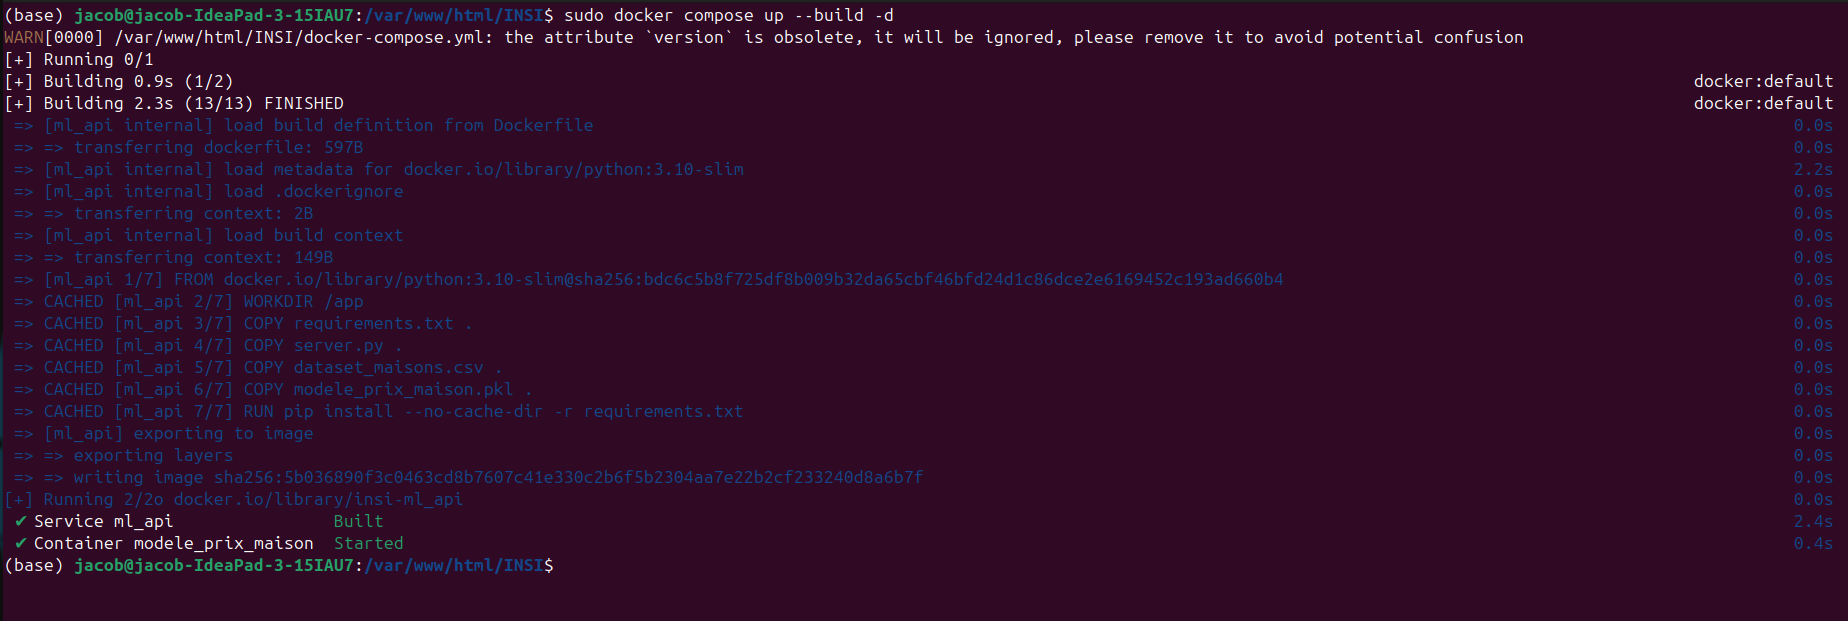 (base) jacob@jacob-IdeaPad-3-15IAU7:/var/www/html/INSI$ sudo docker compose up --build -d
WARN[0000] /var/www/html/INSI/docker-compose.yml: the attribute `version` is obsolete, it will be ignored, please remove it to avoid potential confusion
[+] Running 0/1
[+] Building 0.9s (1/2) docker:default
[+] Building 2.3s (13/13) FINISHED docker:default
=> [ml_api internal] load build definition from Dockerfile 0.0s
=> => transferring dockerfile: 597B 0.0s
=> [ml_api internal] load metadata for docker.io/library/python:3.10-slim 2.2s
=> [ml_api internal] load .dockerignore 0.0s
=> => transferring context: 2B 0.0s
=> [ml_api internal] load build context 0.0s
=> => transferring context: 149B 0.0s
=> [ml_api 1/7] FROM docker.io/library/python:3.10-slim@sha256:bdc6c5b8f725df8b009b32da65cbf46bfd24d1c86dce2e6169452c193ad660b4 0.0s
=> CACHED [ml_api 2/7] WORKDIR /app 0.0s
=> CACHED [ml_api 3/7] COPY requirements.txt . 0.0s
=> CACHED [ml_api 4/7] COPY server.py . 0.0s
=> CACHED [ml_api 5/7] COPY dataset_maisons.csv . 0.0s
=> CACHED [ml_api 6/7] COPY modele_prix_maison.pkl . 0.0s
=> CACHED [ml_api 7/7] RUN pip install --no-cache-dir -r requirements.txt 0.0s
=> [ml_api] exporting to image 0.0s
=> => exporting layers 0.0s
=> => writing image sha256:5b036890f3c0463cd8b7607c41e330c2b6f5b2304aa7e22b2cf233240d8a6b7f 0.0s
[+] Running 2/2o docker.io/library/insi-ml_api 0.0s
✔ Service ml_api Built 2.4s
✔ Container modele_prix_maison Started 0.4s
(base) jacob@jacob-IdeaPad-3-15IAU7:/var/www/html/INSI$